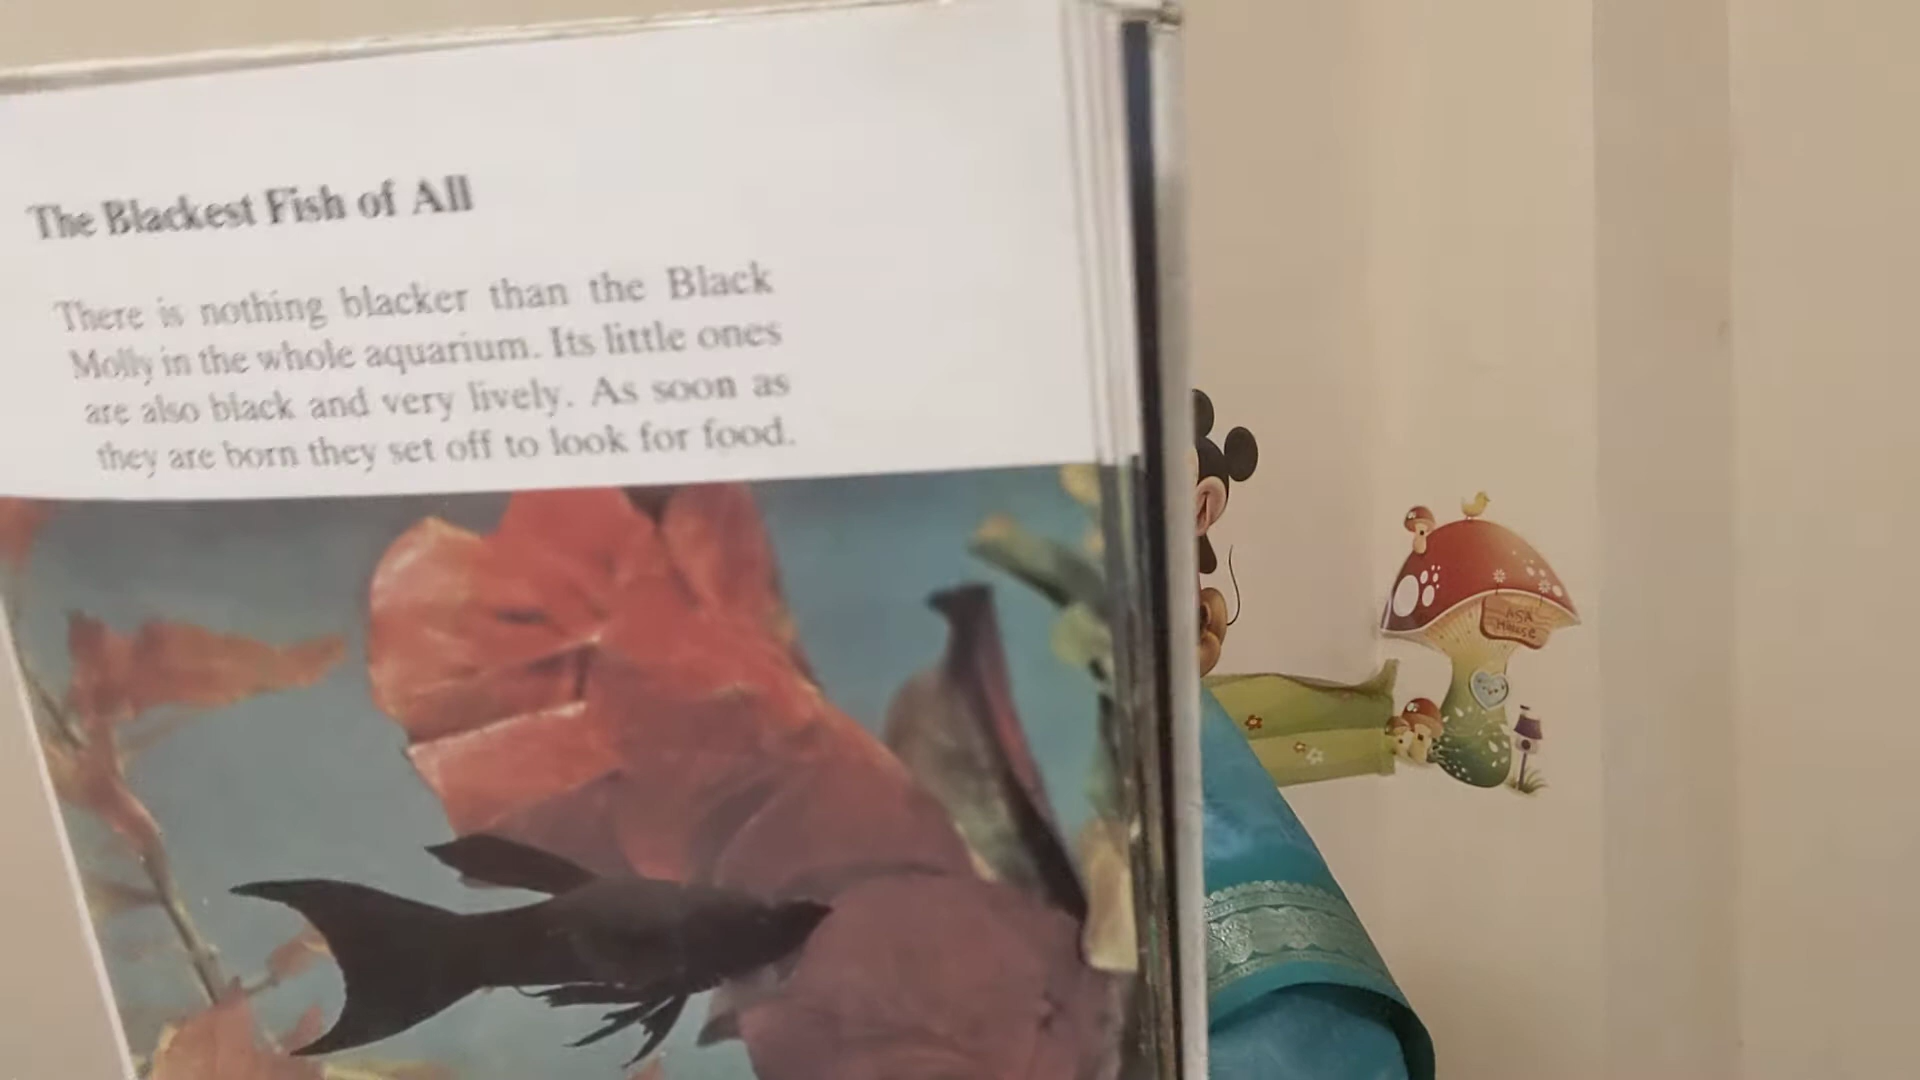 The Blackest Fish of All
There is nothing blacker than the Black
Molly in the whole aquarium. Its little ones
are also black and very lively. As soon as
they are born they set off to look for food.
ASA
House